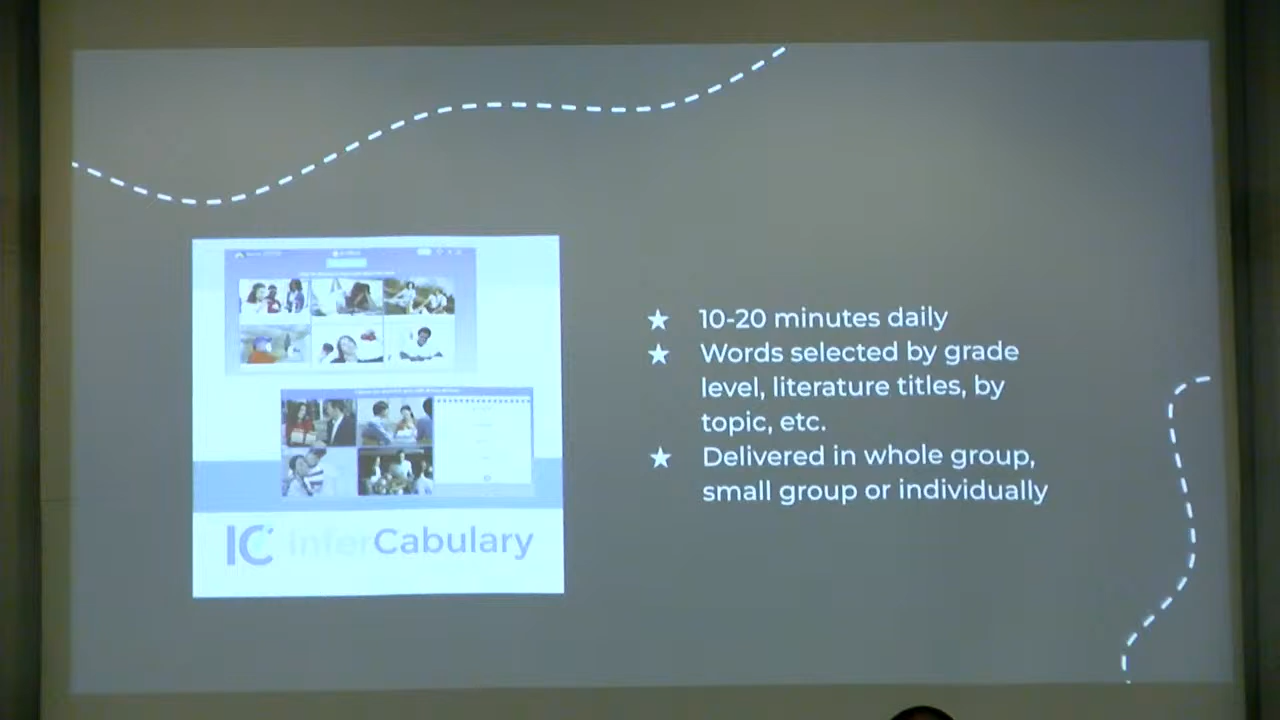 10-20 minutes daily
Words selected by grade
level, literature titles, by
topic, etc.
Delivered in whole group,
small group or individually
IC InferCabulary